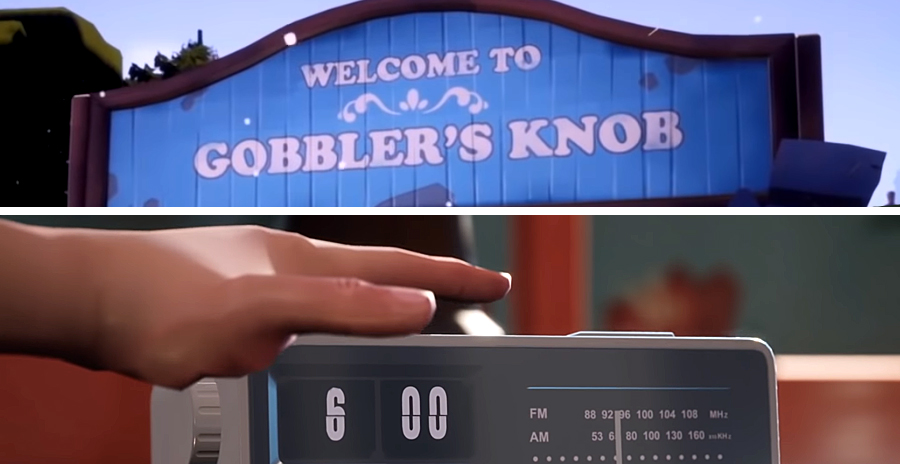 WELCOME TO
GOBBLER'S KNOB
6 00
FM 88 92 96 100 104 108 MHz
AM 53 6 80 100 130 160